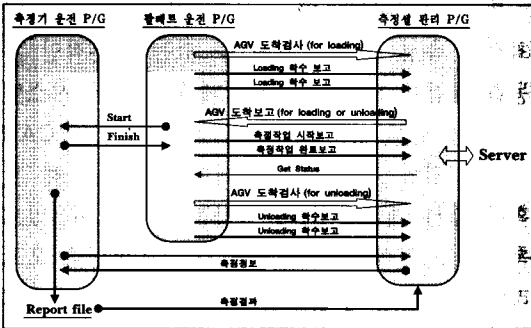 측정기 운전 P/G
팔레트 운전 P/G
측정셀 관리 P/G
AGV 도착검사 (for loading)
Loading 착수 보고
Loading 착수 보고
AGV 도착보고 (for loading or unloading)
Start
측정작업 시작보고
Finish
측정작업 완료보고
Server
Get Status
AGV 도착검사 (for unloading)
Unloading 착수보고
Unloading 착수보고
측정정보
측정결과
Report file